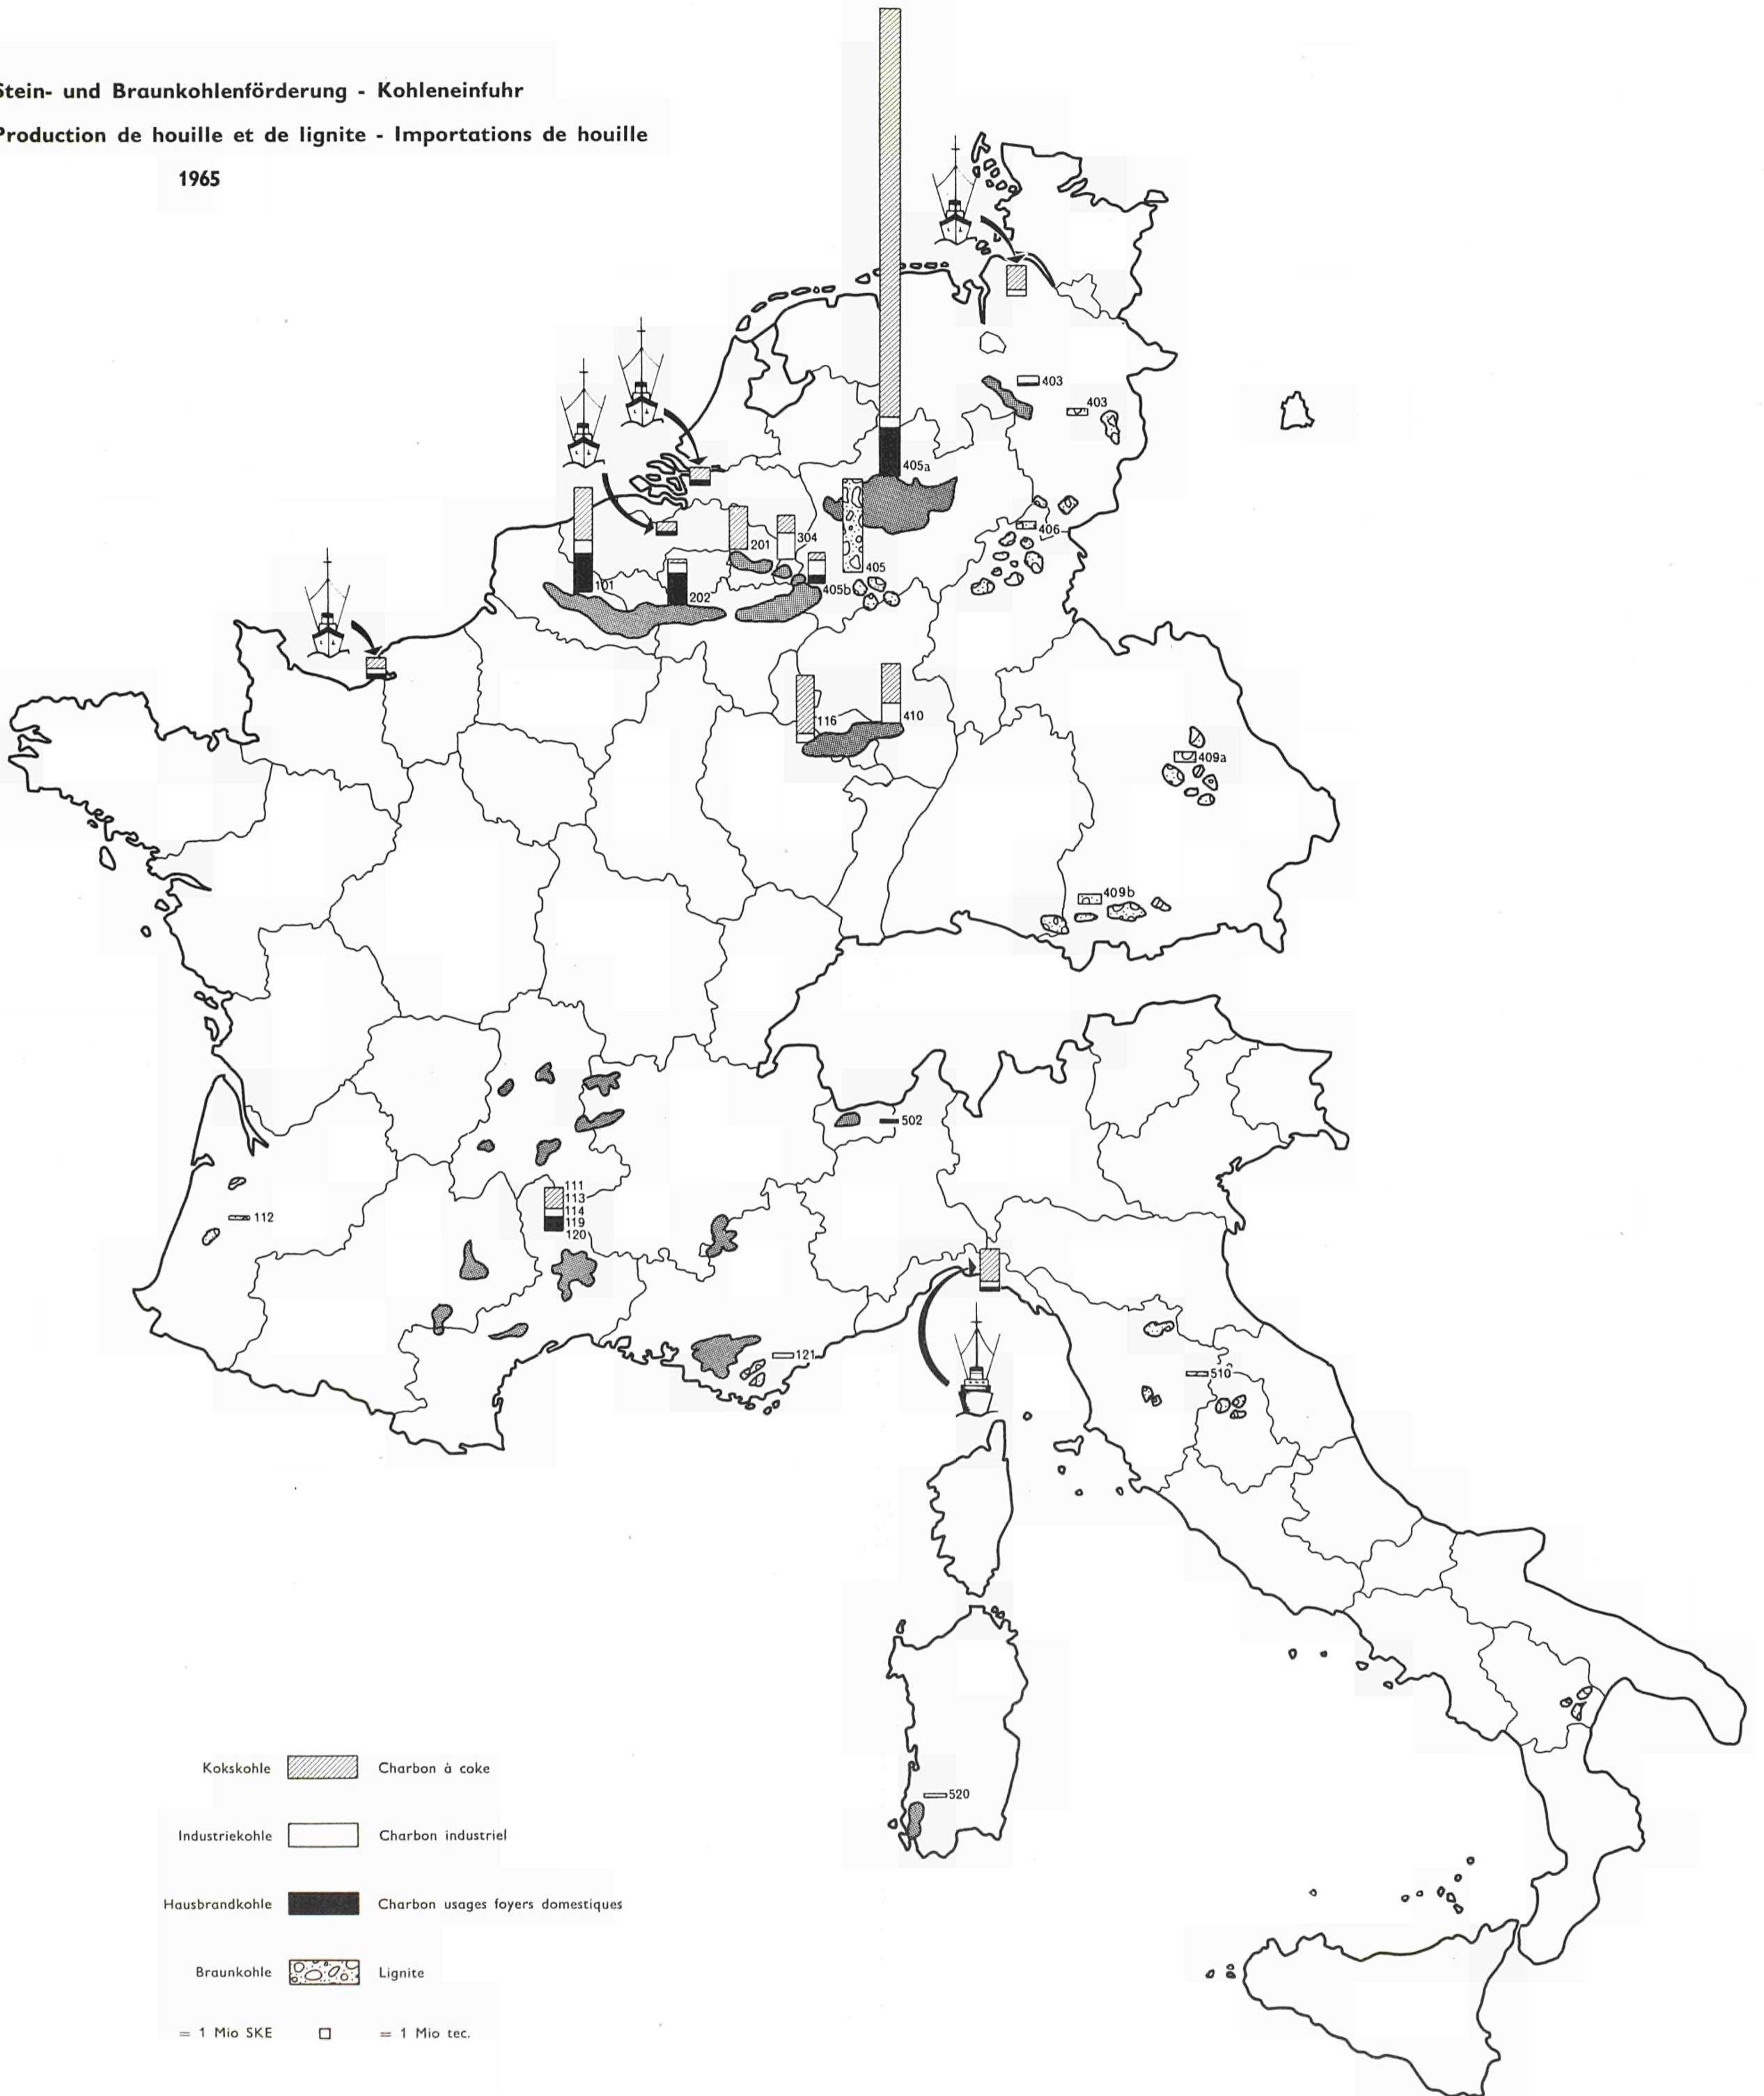 Stein- und Braunkohlenförderung - Kohleneinfuhr
Production de houille et de lignite - Importations de houille
1965
403
403
405a
406
201
304
405
101
405b
202
116
410
409a
409b
502
111
113
114
119
120
112
121
510
520
Kokskohle Charbon à coke
Industriekohle Charbon industriel
Hausbrandkohle Charbon usages foyers domestiques
Braunkohle Lignite
= 1 Mio SKE = 1 Mio tec.